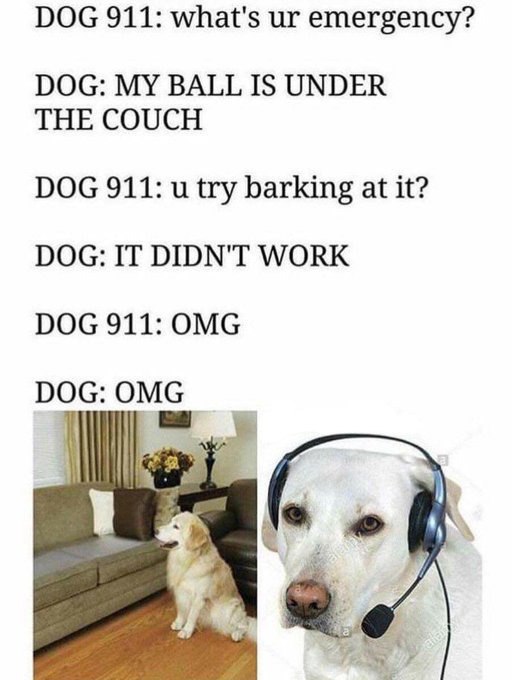 DOG 911: what's ur emergency?
DOG: MY BALL IS UNDER
THE COUCH
DOG 911: u try barking at it?
DOG: IT DIDN'T WORK
DOG 911: OMG
DOG: OMG